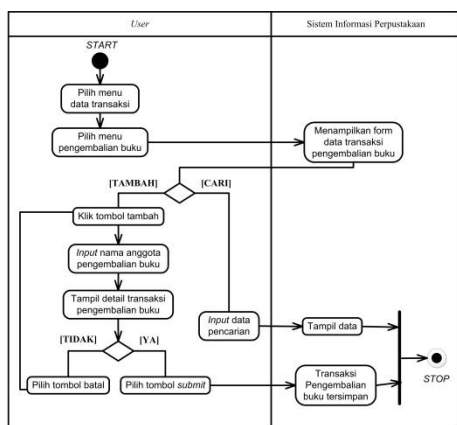 User
Sistem Informasi Perpustakaan
START
Pilih menu
data transaksi
Pilih menu
pengembalian buku
Menampilkan form
data transaksi
pengembalian buku
[TAMBAH]
[CARI]
Klik tombol tambah
Input nama anggota
pengembalian buku
Tampil detail transaksi
pengembalian buku
Input data
pencarian
Tampil data
[TIDAK]
[YA]
Pilih tombol batal
Pilih tombol submit
Transaksi
Pengembalian
buku tersimpan
STOP